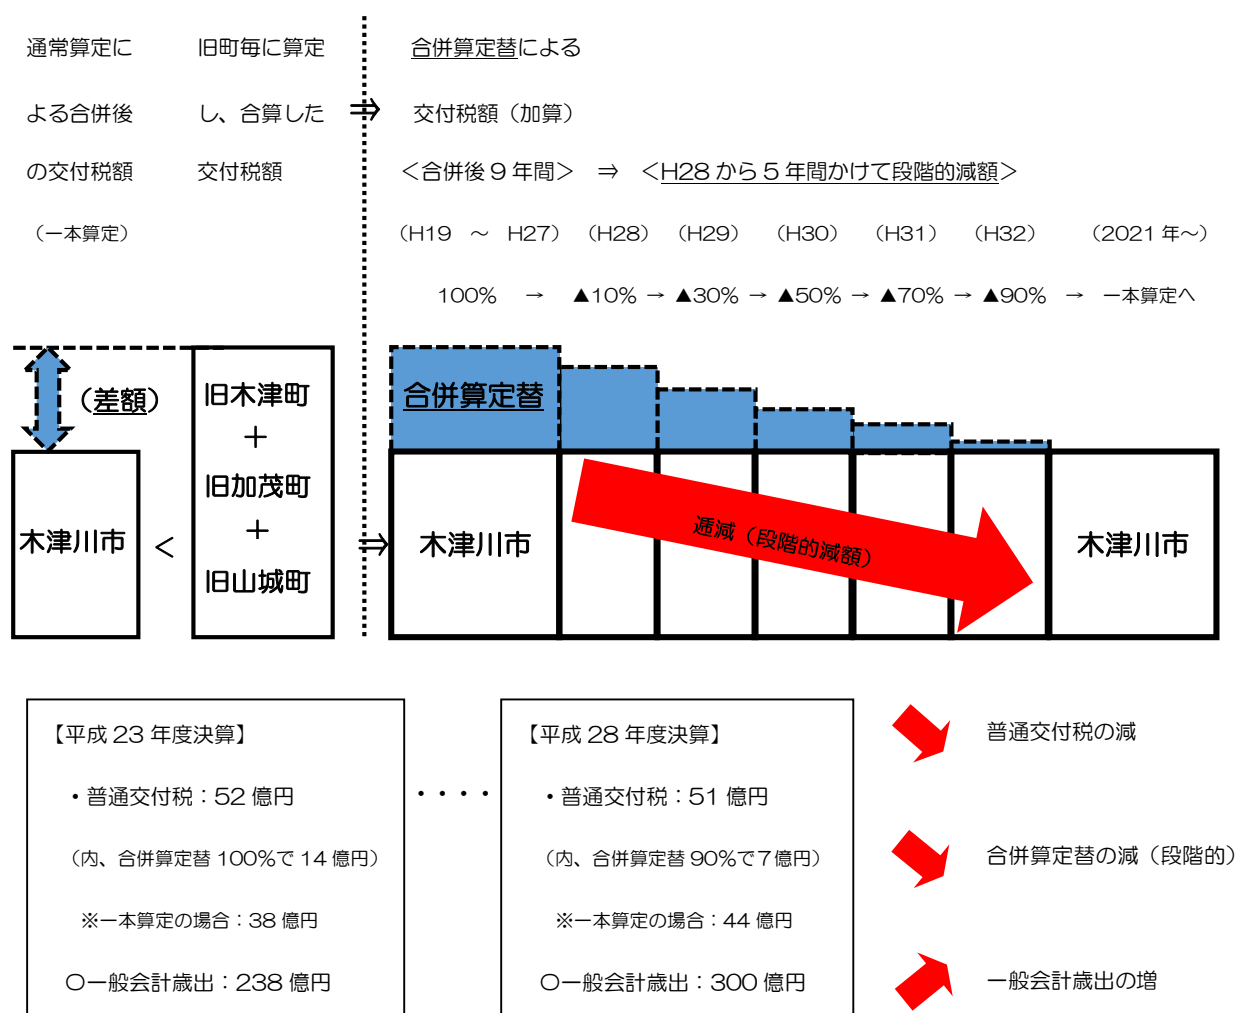 通常算定に　旧町毎に算定　合併算定替による
よる合併後　し、合算した　⇒　交付税額（加算）
の交付税額　交付税額　＜合併後９年間＞　⇒　＜H28から５年間かけて段階的減額＞
（一本算定）　（H19　～　H27）（H28）（H29）（H30）（H31）（H32）（2021年～）
100%　→　▲10% → ▲30% → ▲50% → ▲70% → ▲90%　→　一本算定へ
（差額）
木津川市
＜
旧木津町
＋
旧加茂町
＋
旧山城町
⇒
合併算定替
木津川市
逓減（段階的減額）
木津川市
【平成23年度決算】
・普通交付税：52億円
（内、合併算定替100%で14億円）
※一本算定の場合：38億円
〇一般会計歳出：238億円
・・・・
【平成28年度決算】
・普通交付税：51億円
（内、合併算定替90%で7億円）
※一本算定の場合：44億円
〇一般会計歳出：300億円
普通交付税の減
合併算定替の減（段階的）
一般会計歳出の増